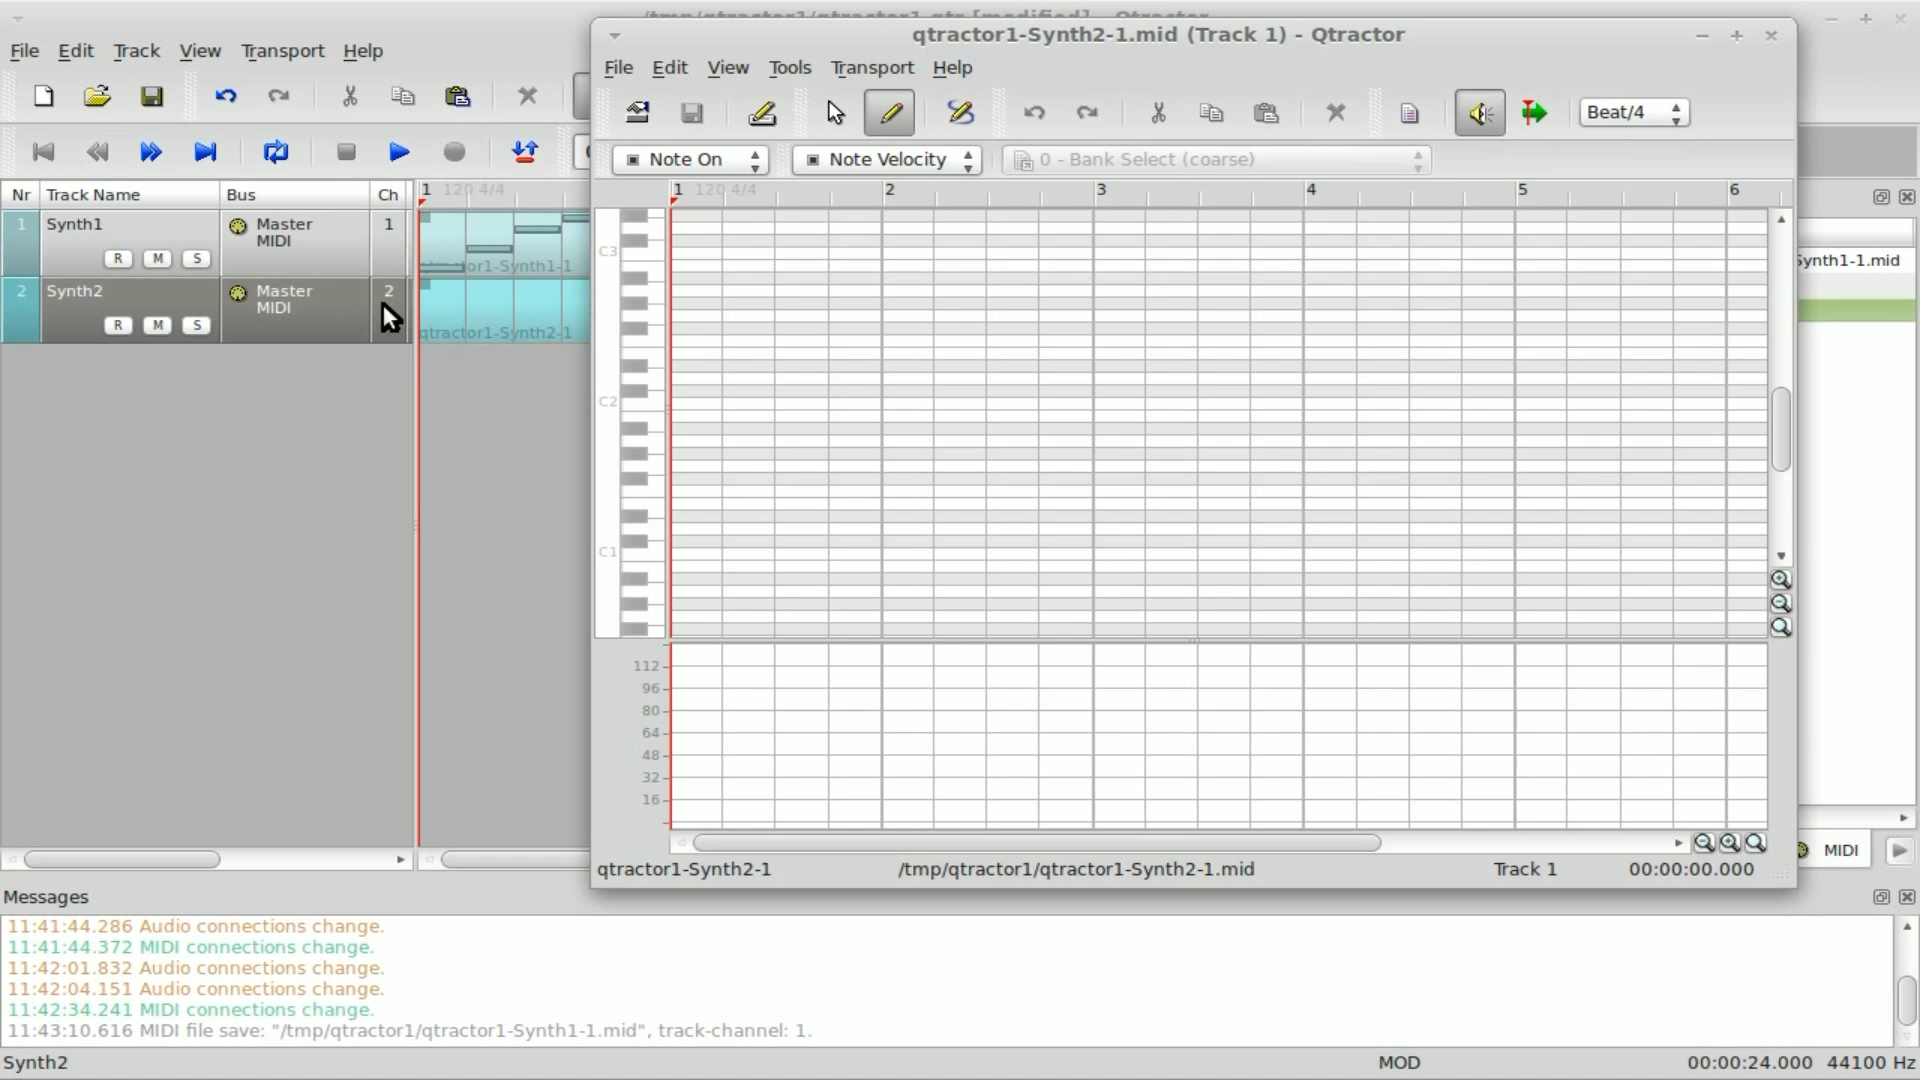 qtractor1-Synth2-1.mid (Track 1) - Qtractor
File Edit Track View Transport Help
File Edit View Tools Transport Help
Beat/4
Note On
Note Velocity
0 - Bank Select (coarse)
Nr Track Name Bus Ch
1 120 4/4
1 120 4/4 2 3 4 5 6
1 Synth1 Master MIDI 1
R M S
qtractor1-Synth1-1
2 Synth2 Master MIDI 2
R M S
qtractor1-Synth2-1
Synth1-1.mid
C3
C2
C1
112
96
80
64
48
32
16
MIDI
qtractor1-Synth2-1 /tmp/qtractor1/qtractor1-Synth2-1.mid Track 1 00:00:00.000
Messages
11:41:44.286 Audio connections change.
11:41:44.372 MIDI connections change.
11:42:01.832 Audio connections change.
11:42:04.151 Audio connections change.
11:42:34.241 MIDI connections change.
11:43:10.616 MIDI file save: "/tmp/qtractor1/qtractor1-Synth1-1.mid", track-channel: 1.
Synth2 MOD 00:00:24.000 44100 Hz